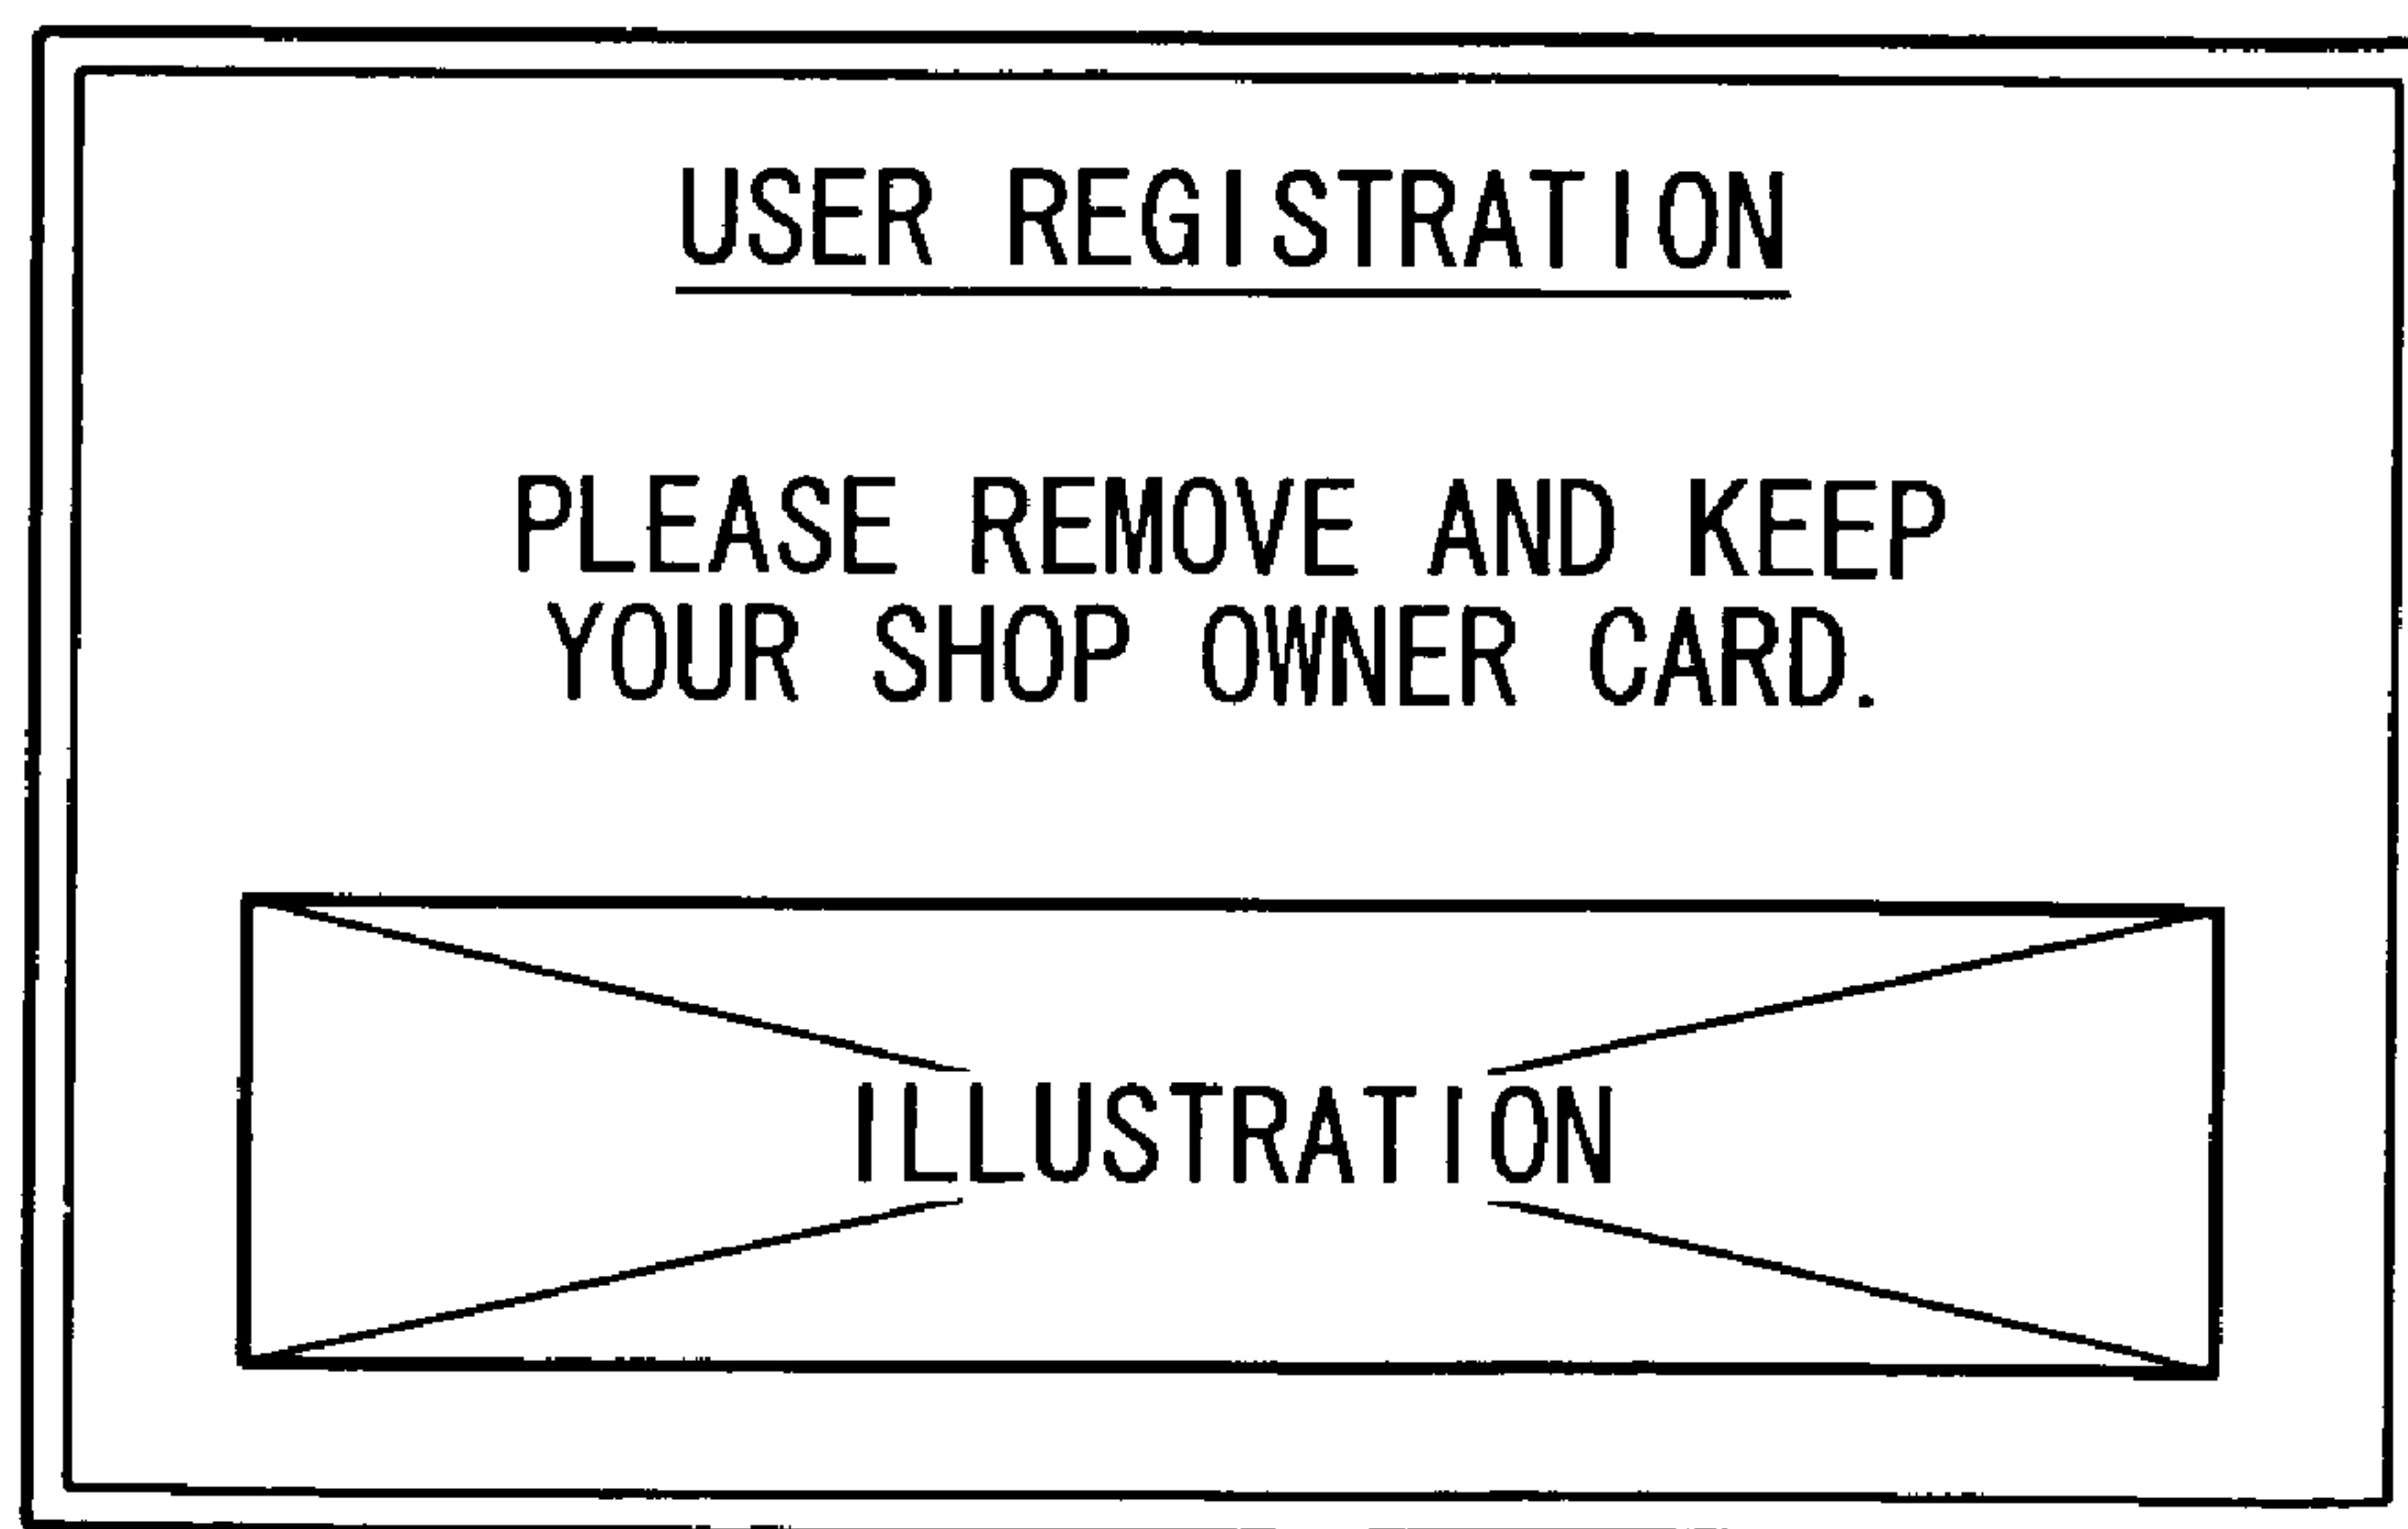 USER REGISTRATION
PLEASE REMOVE AND KEEP
YOUR SHOP OWNER CARD.
ILLUSTRATION